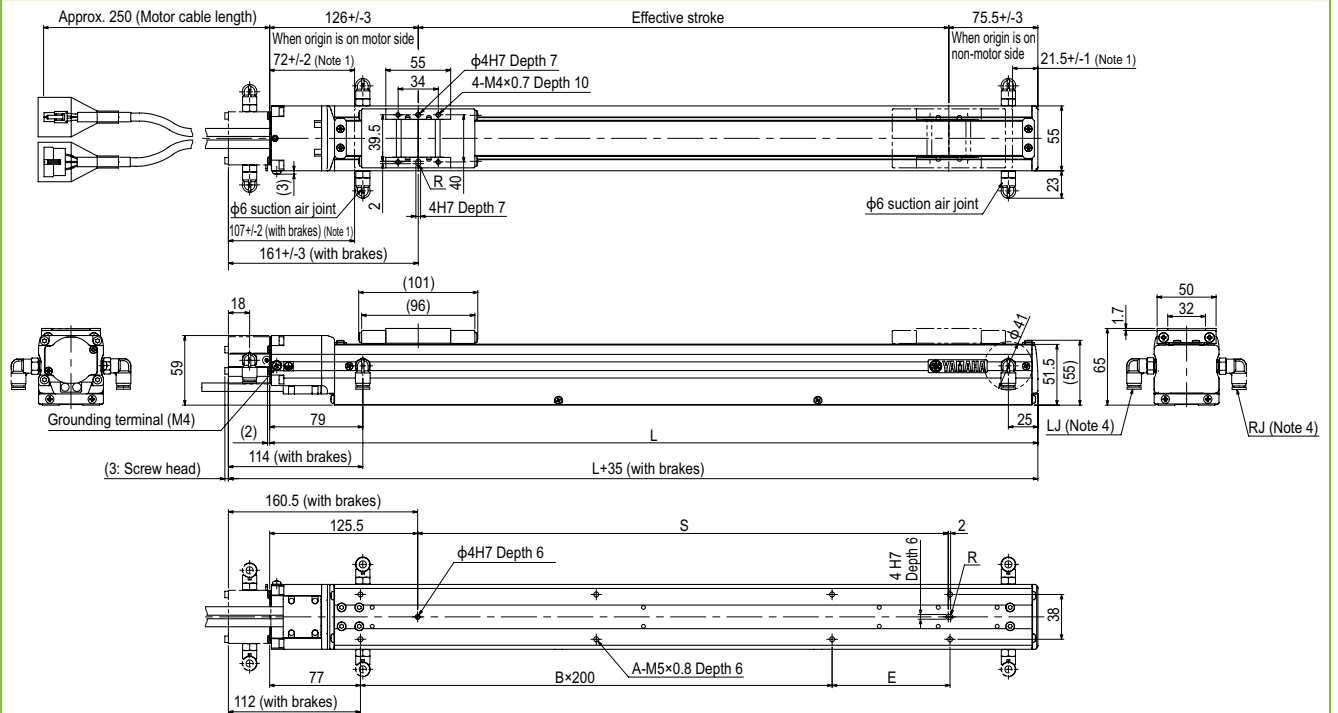 Approx. 250 (Motor cable length)
126+/-3
Effective stroke
75.5+/-3
When origin is on motor side
When origin is on
non-motor side
72+/-2 (Note 1)
21.5+/-1 (Note 1)
55
34
φ4H7 Depth 7
4-M4×0.7 Depth 10
39.5
40
R
2
(3)
55
23
φ6 suction air joint
4H7 Depth 7
φ6 suction air joint
107+/-2 (with brakes) (Note 1)
161+/-3 (with brakes)
(101)
(96)
18
59
φ41
YAMAHA
51.5
(55)
50
32
1.7
65
Grounding terminal (M4)
79
(2)
L
25
LJ (Note 4)
RJ (Note 4)
114 (with brakes)
(3: Screw head)
L+35 (with brakes)
160.5 (with brakes)
125.5
S
2
φ4H7 Depth 6
4 H7
Depth 6
R
38
A-M5×0.8 Depth 6
77
B×200
E
112 (with brakes)